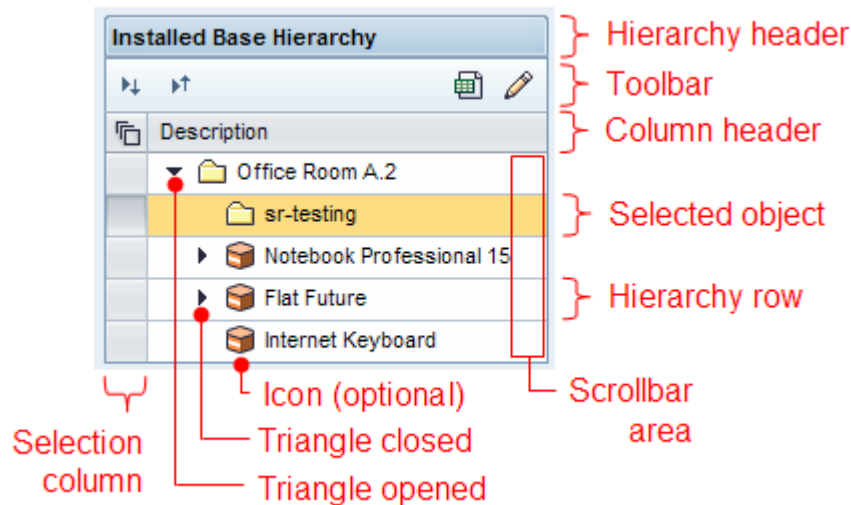 Installed Base Hierarchy
Hierarchy header
Toolbar
Description
Column header
Office Room A.2
sr-testing
Selected object
Notebook Professional 15
Flat Future
Hierarchy row
Internet Keyboard
Icon (optional)
Scrollbar
area
Triangle closed
Selection
column
Triangle opened